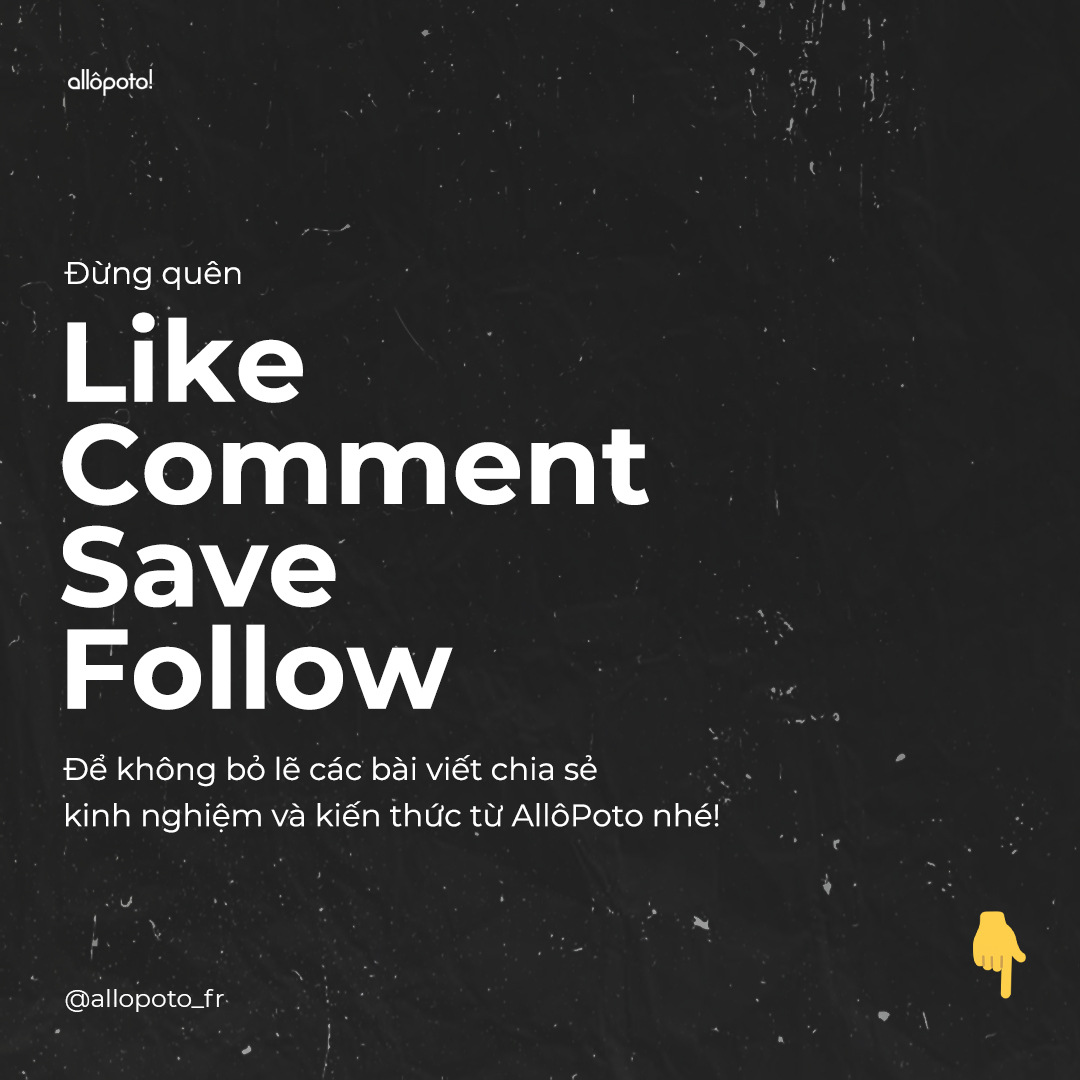 allôpoto!
Đừng quên
Like
Comment
Save
Follow
Để không bỏ lẽ các bài viết chia sẻ
kinh nghiệm và kiến thức từ AllôPoto nhé!
@allopoto_fr